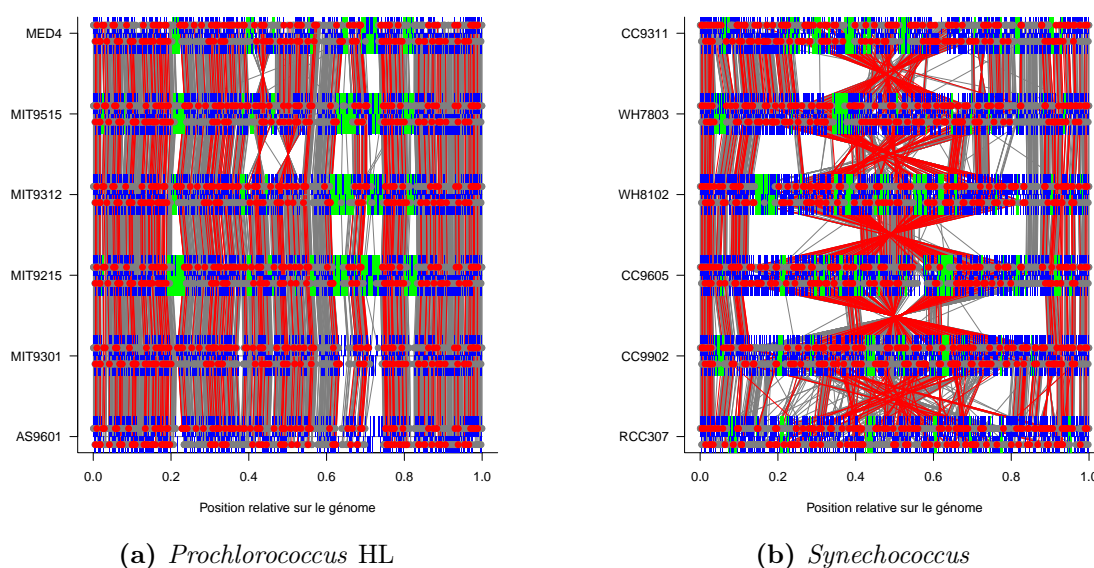 MED4
MIT9515
MIT9312
MIT9215
MIT9301
AS9601
0.0 0.2 0.4 0.6 0.8 1.0
Position relative sur le génome
(a) Prochlorococcus HL
CC9311
WH7803
WH8102
CC9605
CC9902
RCC307
0.0 0.2 0.4 0.6 0.8 1.0
Position relative sur le génome
(b) Synechococcus